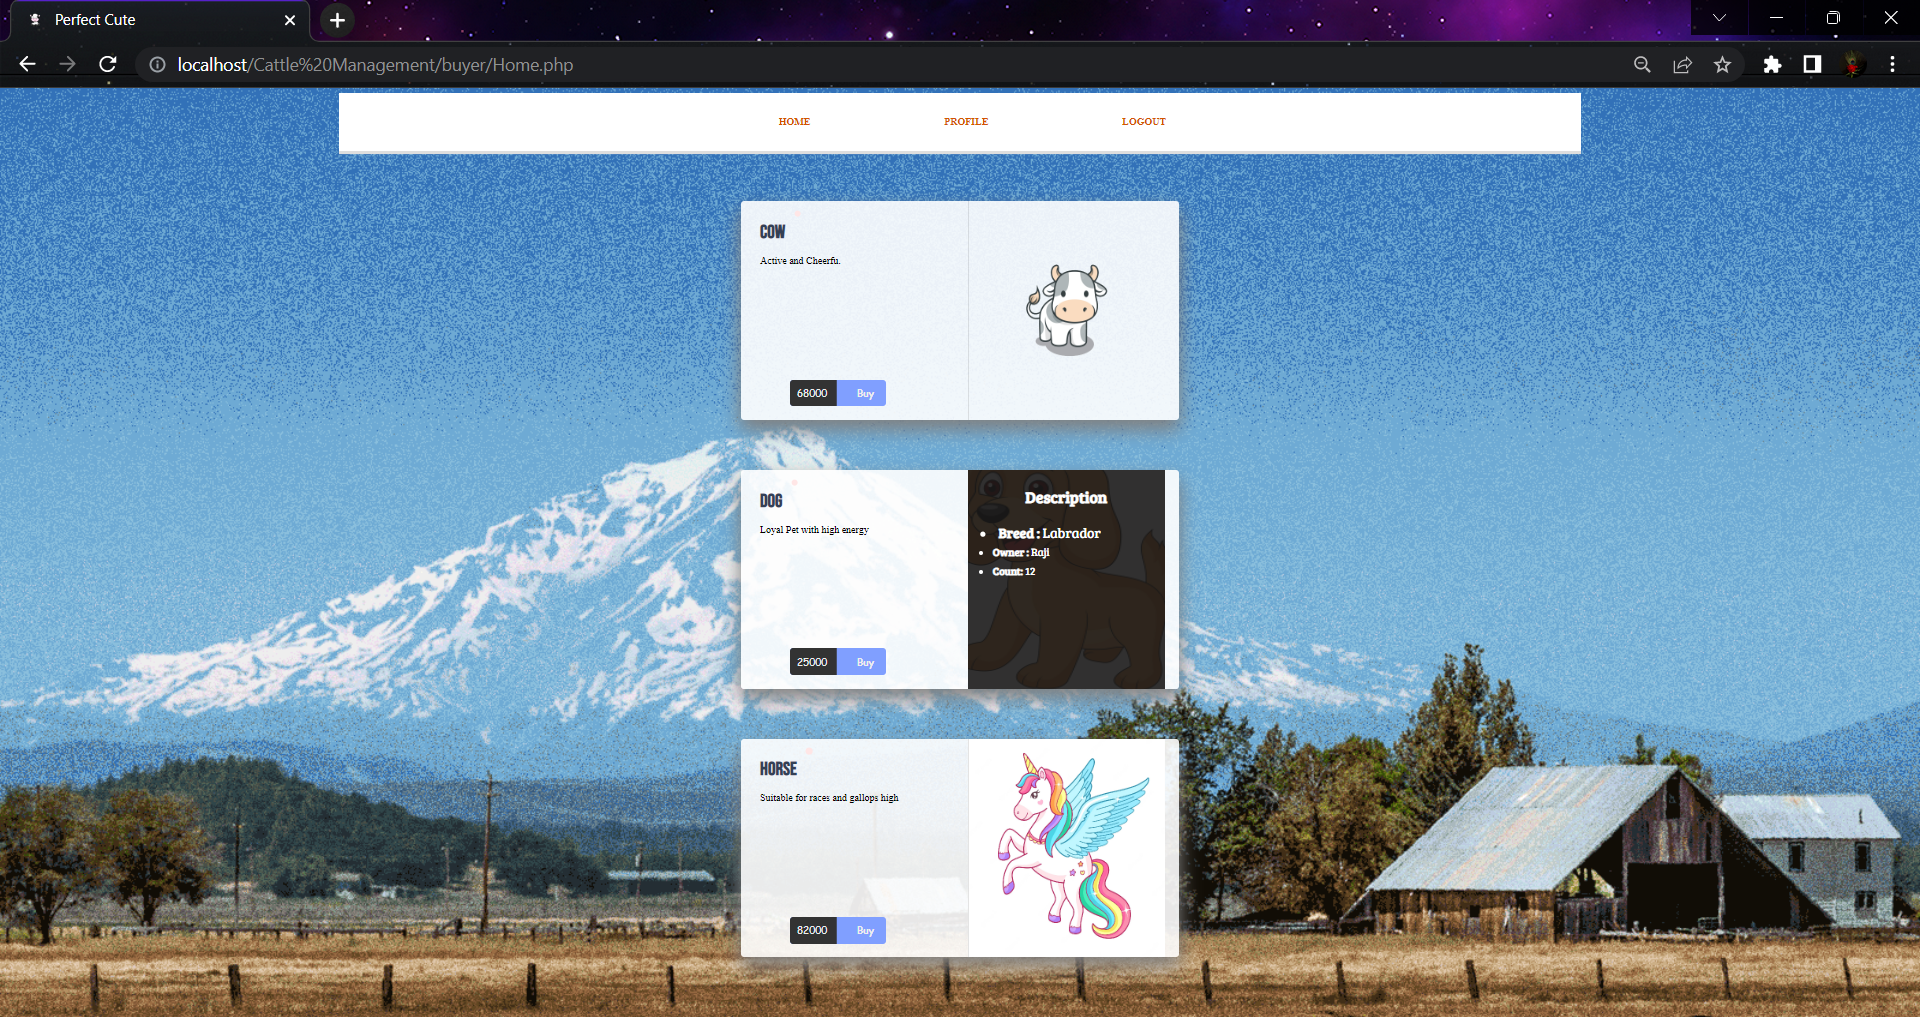 Perfect Cute
localhost/Cattle%20Management/buyer/Home.php
HOME PROFILE LOGOUT
COW
Active and Cheerfu.
68000 Buy
DOG
Loyal Pet with high energy
25000 Buy
Description
Breed : Labrador
Owner : Raji
Count: 12
HORSE
Suitable for races and gallops high
82000 Buy